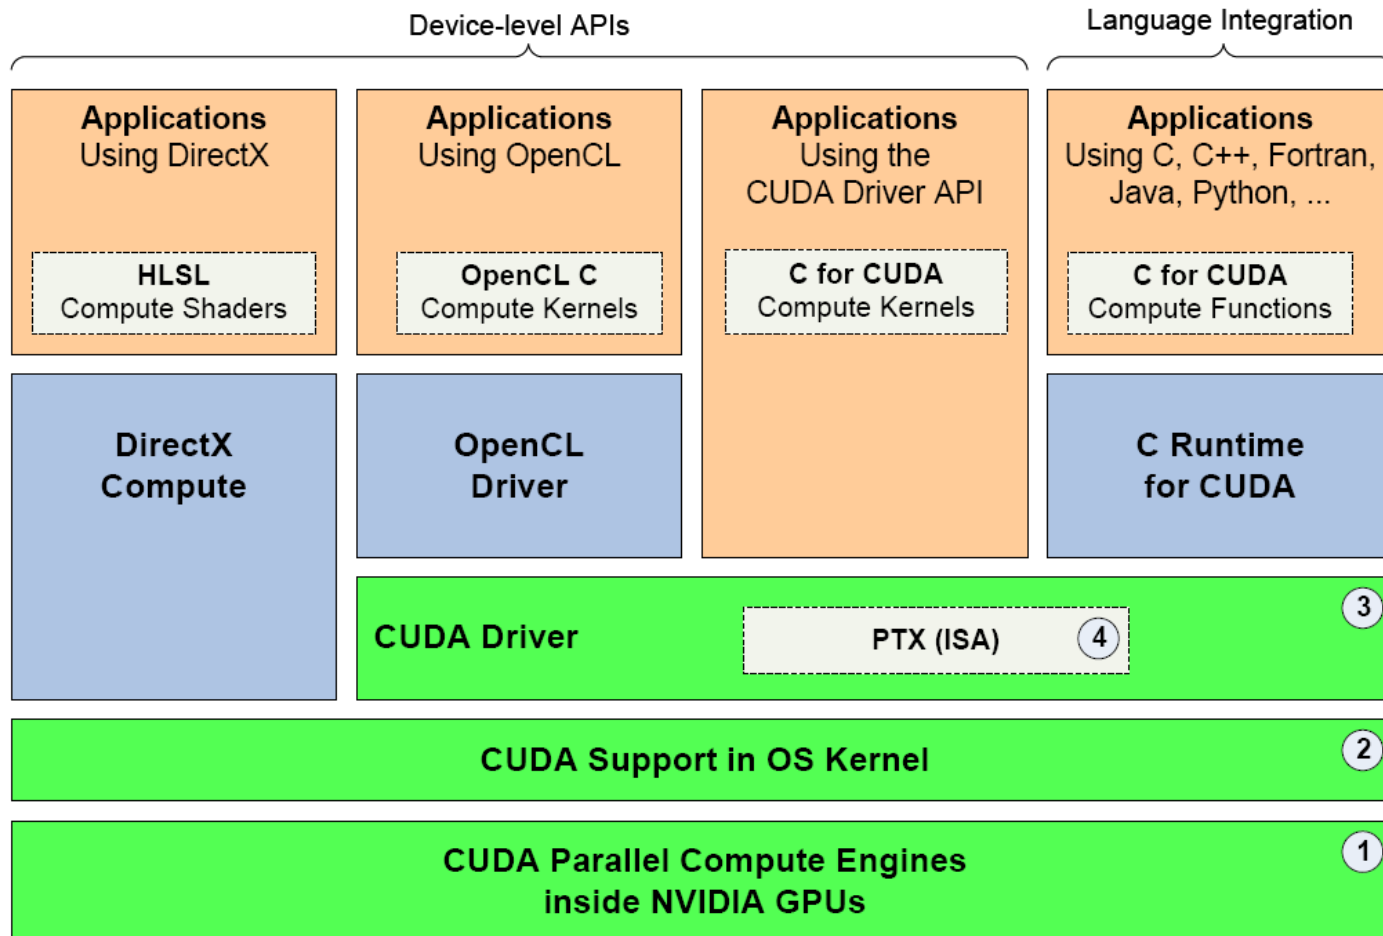 Device-level APIs
Language Integration
Applications
Using DirectX
HLSL
Compute Shaders
Applications
Using OpenCL
OpenCL C
Compute Kernels
Applications
Using the
CUDA Driver API
C for CUDA
Compute Kernels
Applications
Using C, C++, Fortran,
Java, Python, ...
C for CUDA
Compute Functions
DirectX
Compute
OpenCL
Driver
C Runtime
for CUDA
CUDA Driver
PTX (ISA)
4
3
CUDA Support in OS Kernel
2
CUDA Parallel Compute Engines
inside NVIDIA GPUs
1